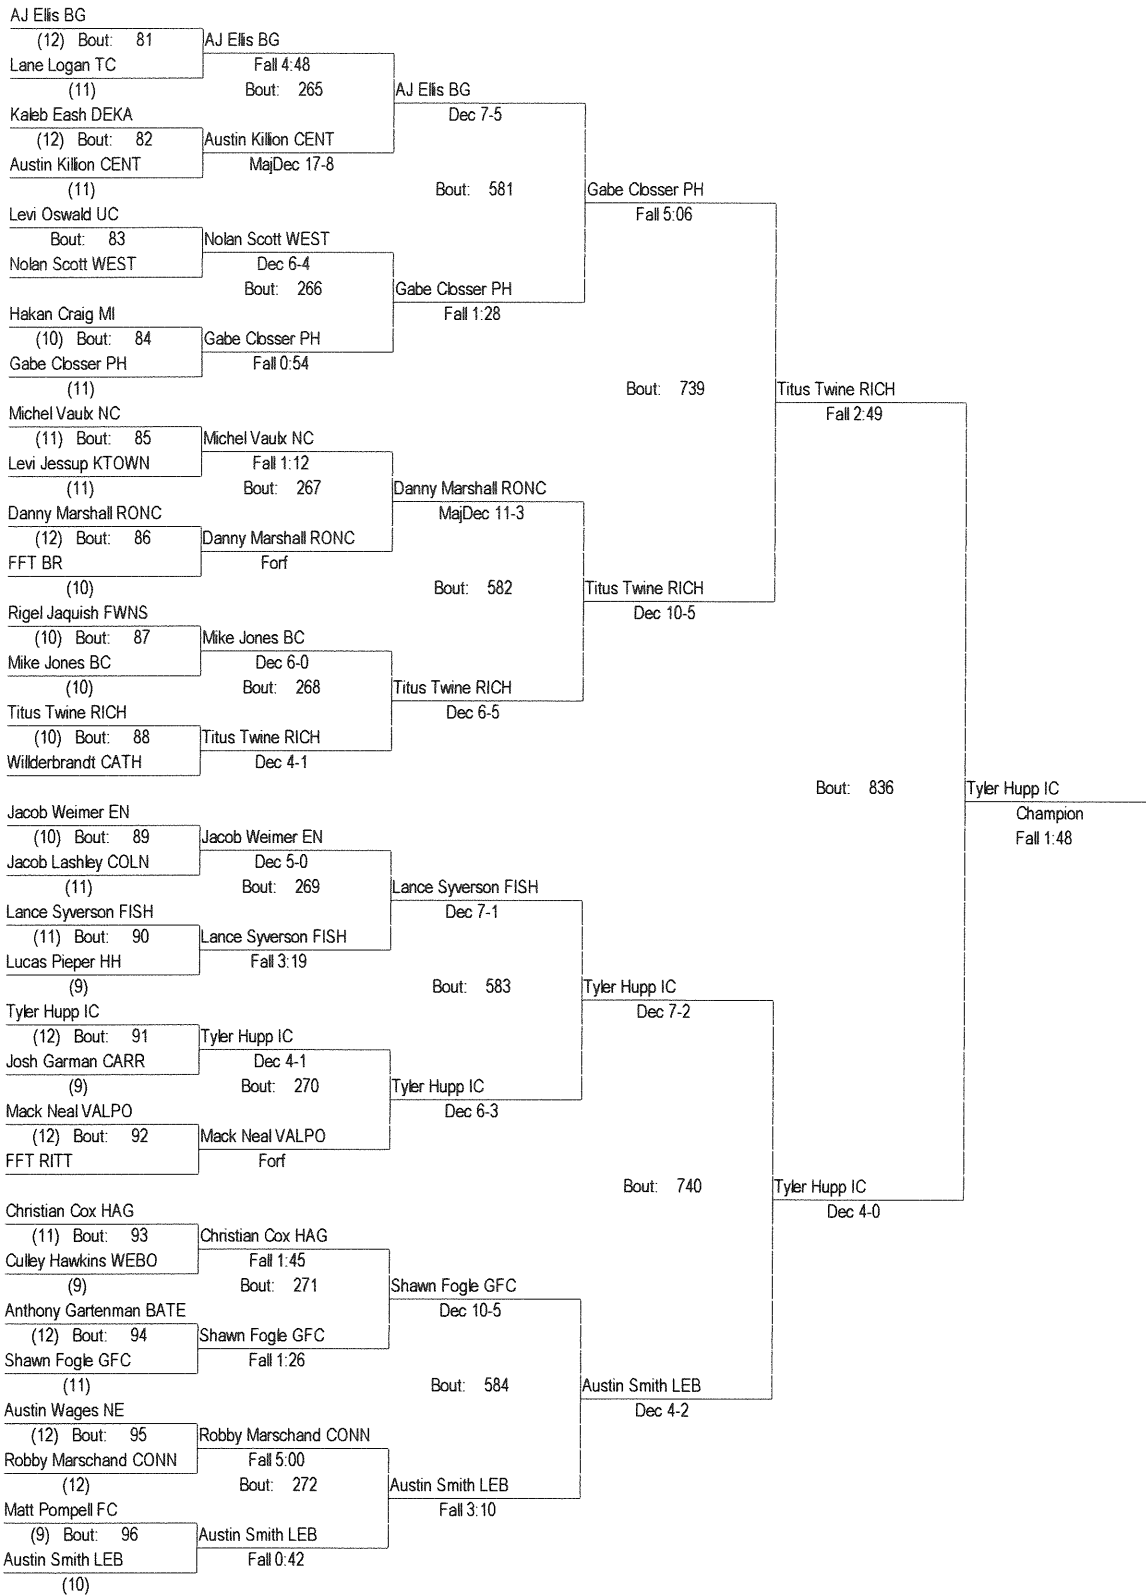 AJ Ellis BG
(12) Bout: 81
Lane Logan TC
(11)
Kaleb Eash DEKA
(12) Bout: 82
Austin Killion CENT
(11)
Levi Oswald UC
Bout: 83
Nolan Scott WEST
Hakan Craig MI
(10) Bout: 84
Gabe Closser PH
(11)
Michel Vaulx NC
(11) Bout: 85
Levi Jessup KTOWN
(11)
Danny Marshall RONC
(12) Bout: 86
FFT BR
(10)
Rigel Jaquish FWNS
(10) Bout: 87
Mike Jones BC
(10)
Titus Twine RICH
(10) Bout: 88
Willderbrandt CATH
Jacob Weimer EN
(10) Bout: 89
Jacob Lashley COLN
(11)
Lance Syverson FISH
(11) Bout: 90
Lucas Pieper HH
(9)
Tyler Hupp IC
(12) Bout: 91
Josh Garman CARR
(9)
Mack Neal VALPO
(12) Bout: 92
FFT RITT
Christian Cox HAG
(11) Bout: 93
Culley Hawkins WEBO
(9)
Anthony Gartenman BATE
(12) Bout: 94
Shawn Fogle GFC
(11)
Austin Wages NE
(12) Bout: 95
Robby Marschand CONN
(12)
Matt Pompell FC
(9) Bout: 96
Austin Smith LEB
(10)
AJ Ellis BG
Fall 4:48
Bout: 265
Austin Killion CENT
MajDec 17-8
Nolan Scott WEST
Dec 6-4
Bout: 266
Gabe Closser PH
Fall 0:54
Michel Vaulx NC
Fall 1:12
Bout: 267
Danny Marshall RONC
Forf
Mike Jones BC
Dec 6-0
Bout: 268
Titus Twine RICH
Dec 4-1
Jacob Weimer EN
Dec 5-0
Bout: 269
Lance Syverson FISH
Fall 3:19
Tyler Hupp IC
Dec 4-1
Bout: 270
Mack Neal VALPO
Forf
Christian Cox HAG
Fall 1:45
Bout: 271
Shawn Fogle GFC
Fall 1:26
Robby Marschand CONN
Fall 5:00
Bout: 272
Austin Smith LEB
Fall 0:42
AJ Ellis BG
Dec 7-5
Bout: 581
Gabe Closser PH
Fall 1:28
Danny Marshall RONC
MajDec 11-3
Bout: 582
Titus Twine RICH
Dec 6-5
Lance Syverson FISH
Dec 7-1
Bout: 583
Tyler Hupp IC
Dec 6-3
Shawn Fogle GFC
Dec 10-5
Bout: 584
Austin Smith LEB
Fall 3:10
Gabe Closser PH
Fall 5:06
Bout: 739
Titus Twine RICH
Dec 10-5
Tyler Hupp IC
Dec 7-2
Bout: 740
Austin Smith LEB
Dec 4-2
Titus Twine RICH
Fall 2:49
Bout: 836
Tyler Hupp IC
Dec 4-0
Tyler Hupp IC
Champion
Fall 1:48